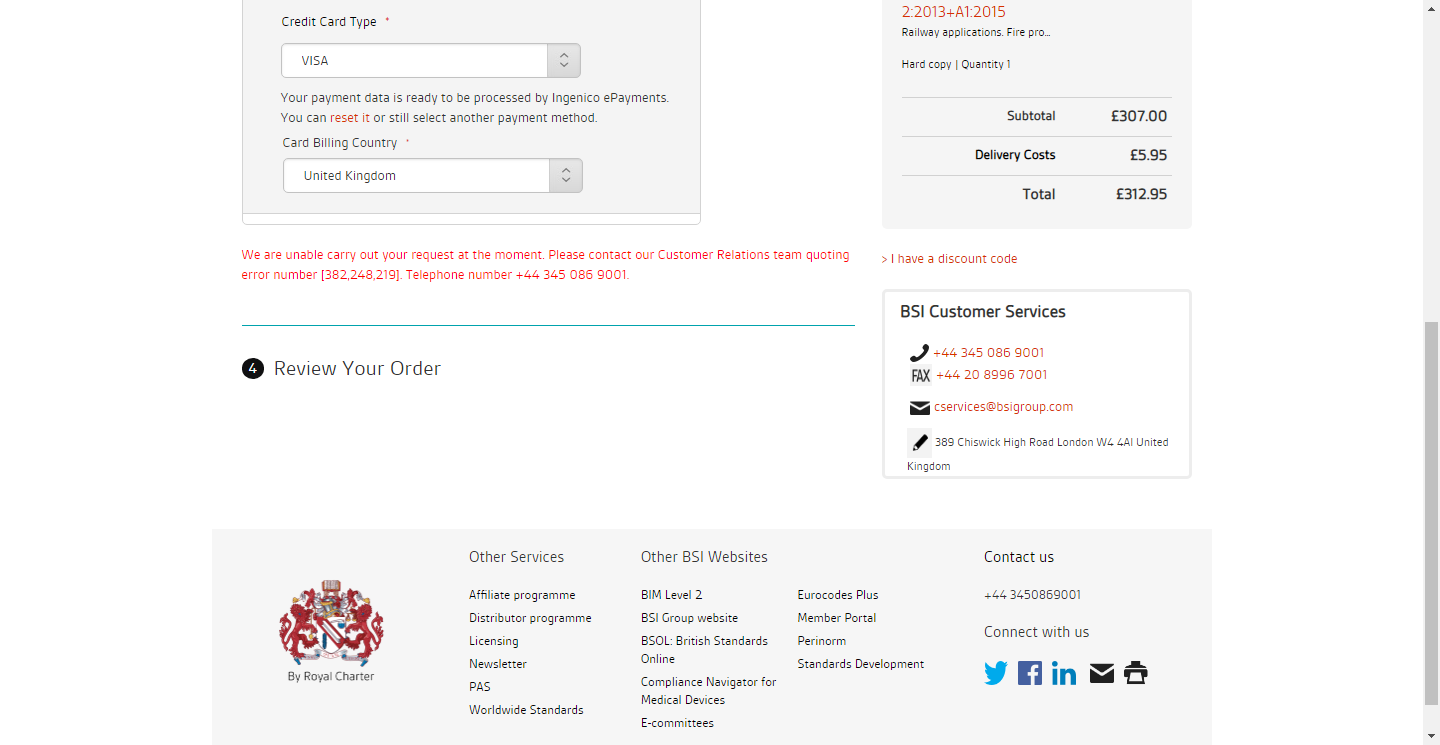 Credit Card Type *
VISA
Your payment data is ready to be processed by Ingenico ePayments.
You can reset it or still select another payment method.
Card Billing Country *
United Kingdom
We are unable carry out your request at the moment. Please contact our Customer Relations team quoting
error number [382,248,219]. Telephone number +44 345 086 9001.
4 Review Your Order
2:2013+A1:2015
Railway applications. Fire pro...
Hard copy | Quantity 1
Subtotal £307.00
Delivery Costs £5.95
Total £312.95
> I have a discount code
BSI Customer Services
+44 345 086 9001
FAX +44 20 8996 7001
cservices@bsigroup.com
389 Chiswick High Road London W4 4Al United
Kingdom
By Royal Charter
Other Services
Affiliate programme
Distributor programme
Licensing
Newsletter
PAS
Worldwide Standards
Other BSI Websites
BIM Level 2
BSI Group website
BSOL: British Standards
Online
Compliance Navigator for
Medical Devices
E-committees
Eurocodes Plus
Member Portal
Perinorm
Standards Development
Contact us
+44 3450869001
Connect with us